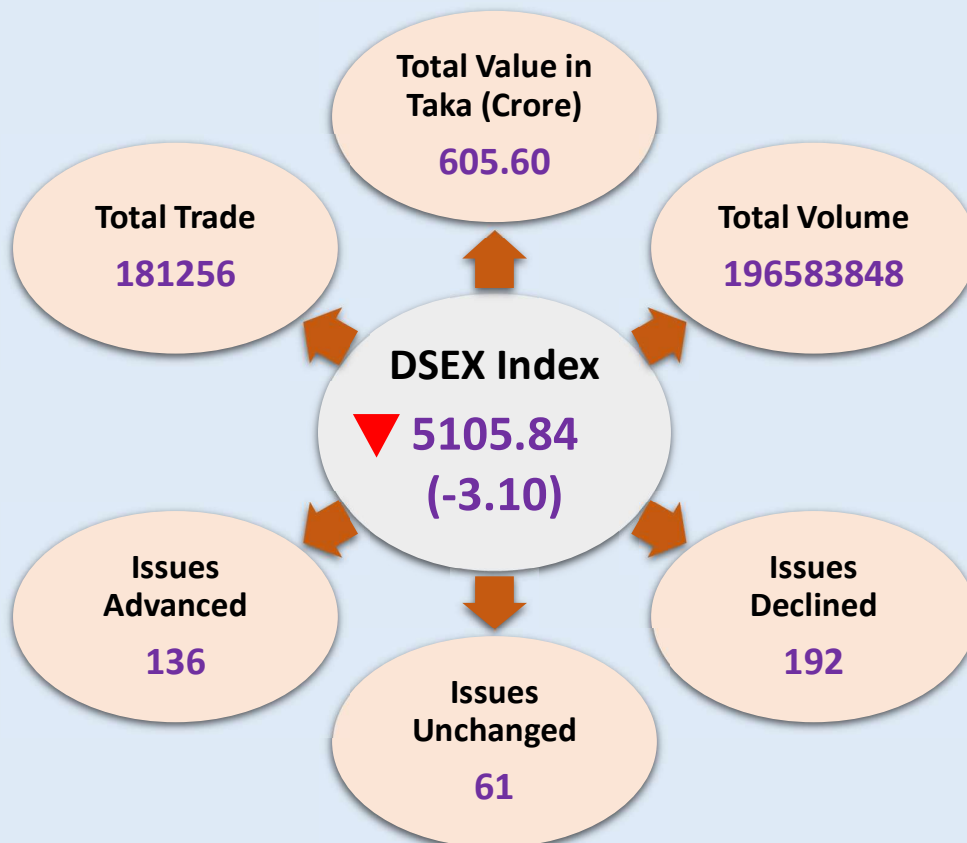 Total Value in
Taka (Crore)
605.60
Total Trade
181256
Total Volume
196583848
DSEX Index
5105.84
(-3.10)
Issues
Advanced
136
Issues
Declined
192
Issues
Unchanged
61